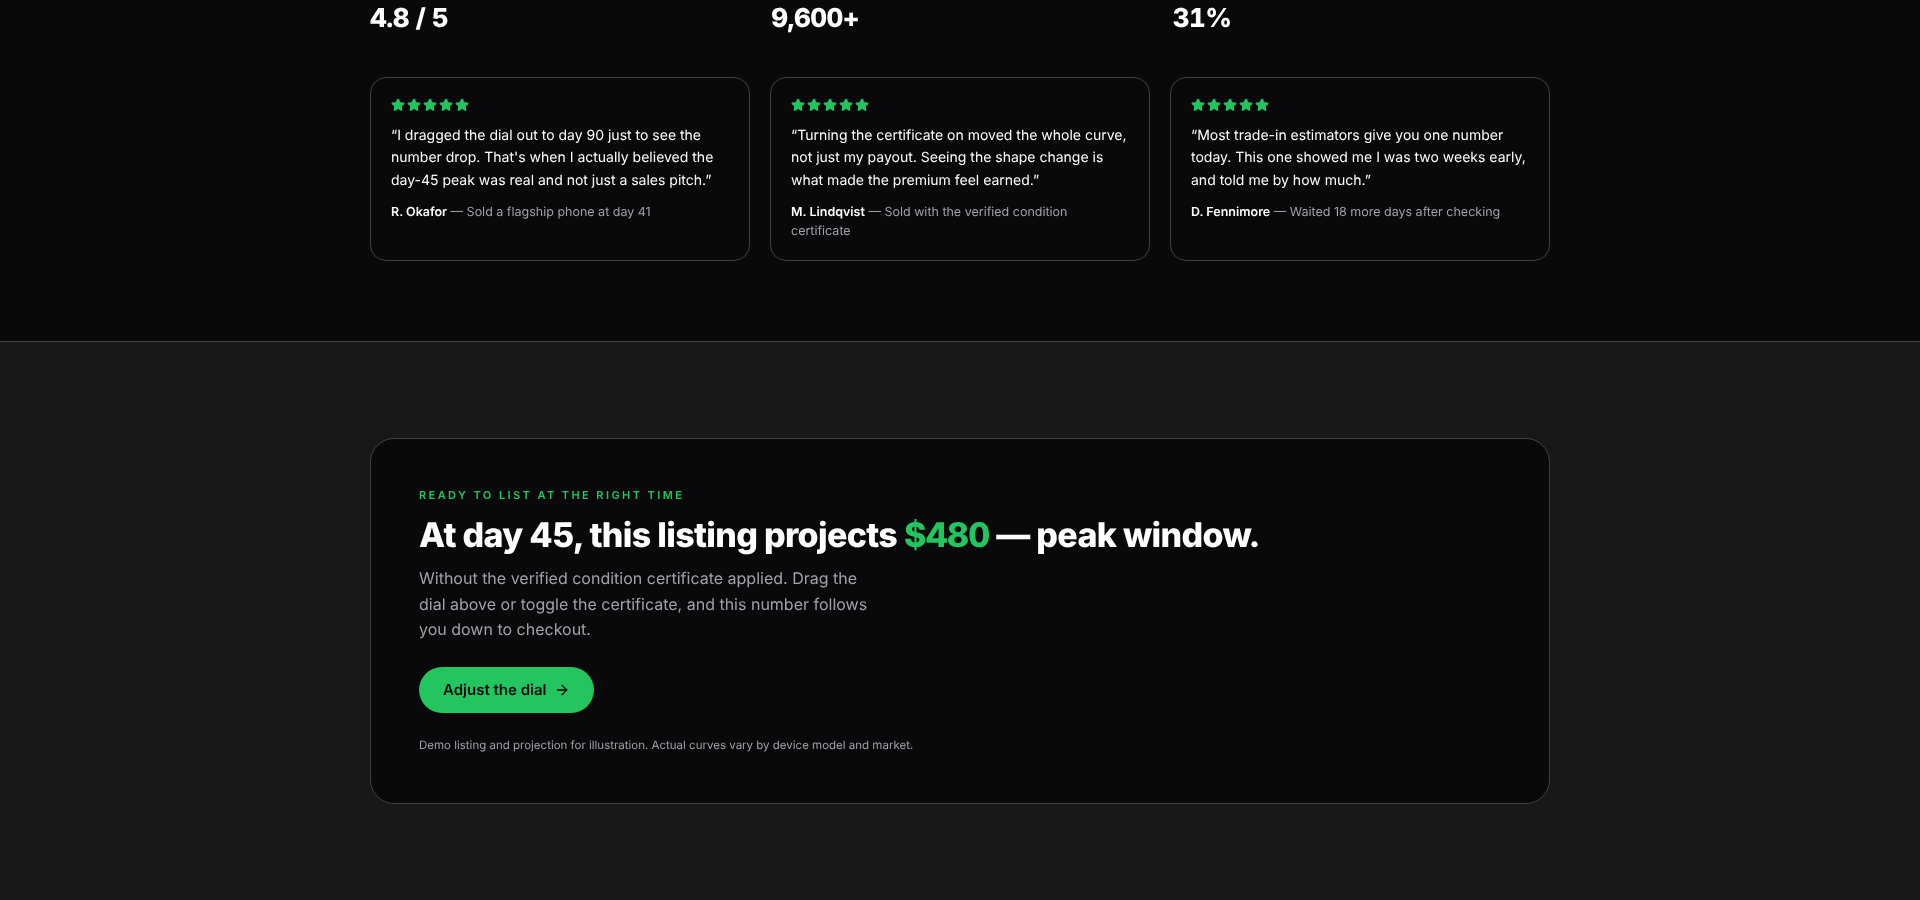 4.8 / 5
9,600+
31%
“I dragged the dial out to day 90 just to see the
number drop. That's when I actually believed the
day-45 peak was real and not just a sales pitch.”
R. Okafor — Sold a flagship phone at day 41
“Turning the certificate on moved the whole curve,
not just my payout. Seeing the shape change is
what made the premium feel earned.”
M. Lindqvist — Sold with the verified condition
certificate
“Most trade-in estimators give you one number
today. This one showed me I was two weeks early,
and told me by how much.”
D. Fennimore — Waited 18 more days after checking
READY TO LIST AT THE RIGHT TIME
At day 45, this listing projects $480 — peak window.
Without the verified condition certificate applied. Drag the
dial above or toggle the certificate, and this number follows
you down to checkout.
Adjust the dial →
Demo listing and projection for illustration. Actual curves vary by device model and market.